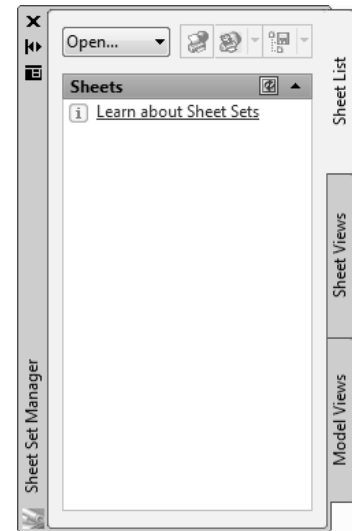 Open...
Sheets
Learn about Sheet Sets
Sheet List
Sheet Views
Model Views
Sheet Set Manager